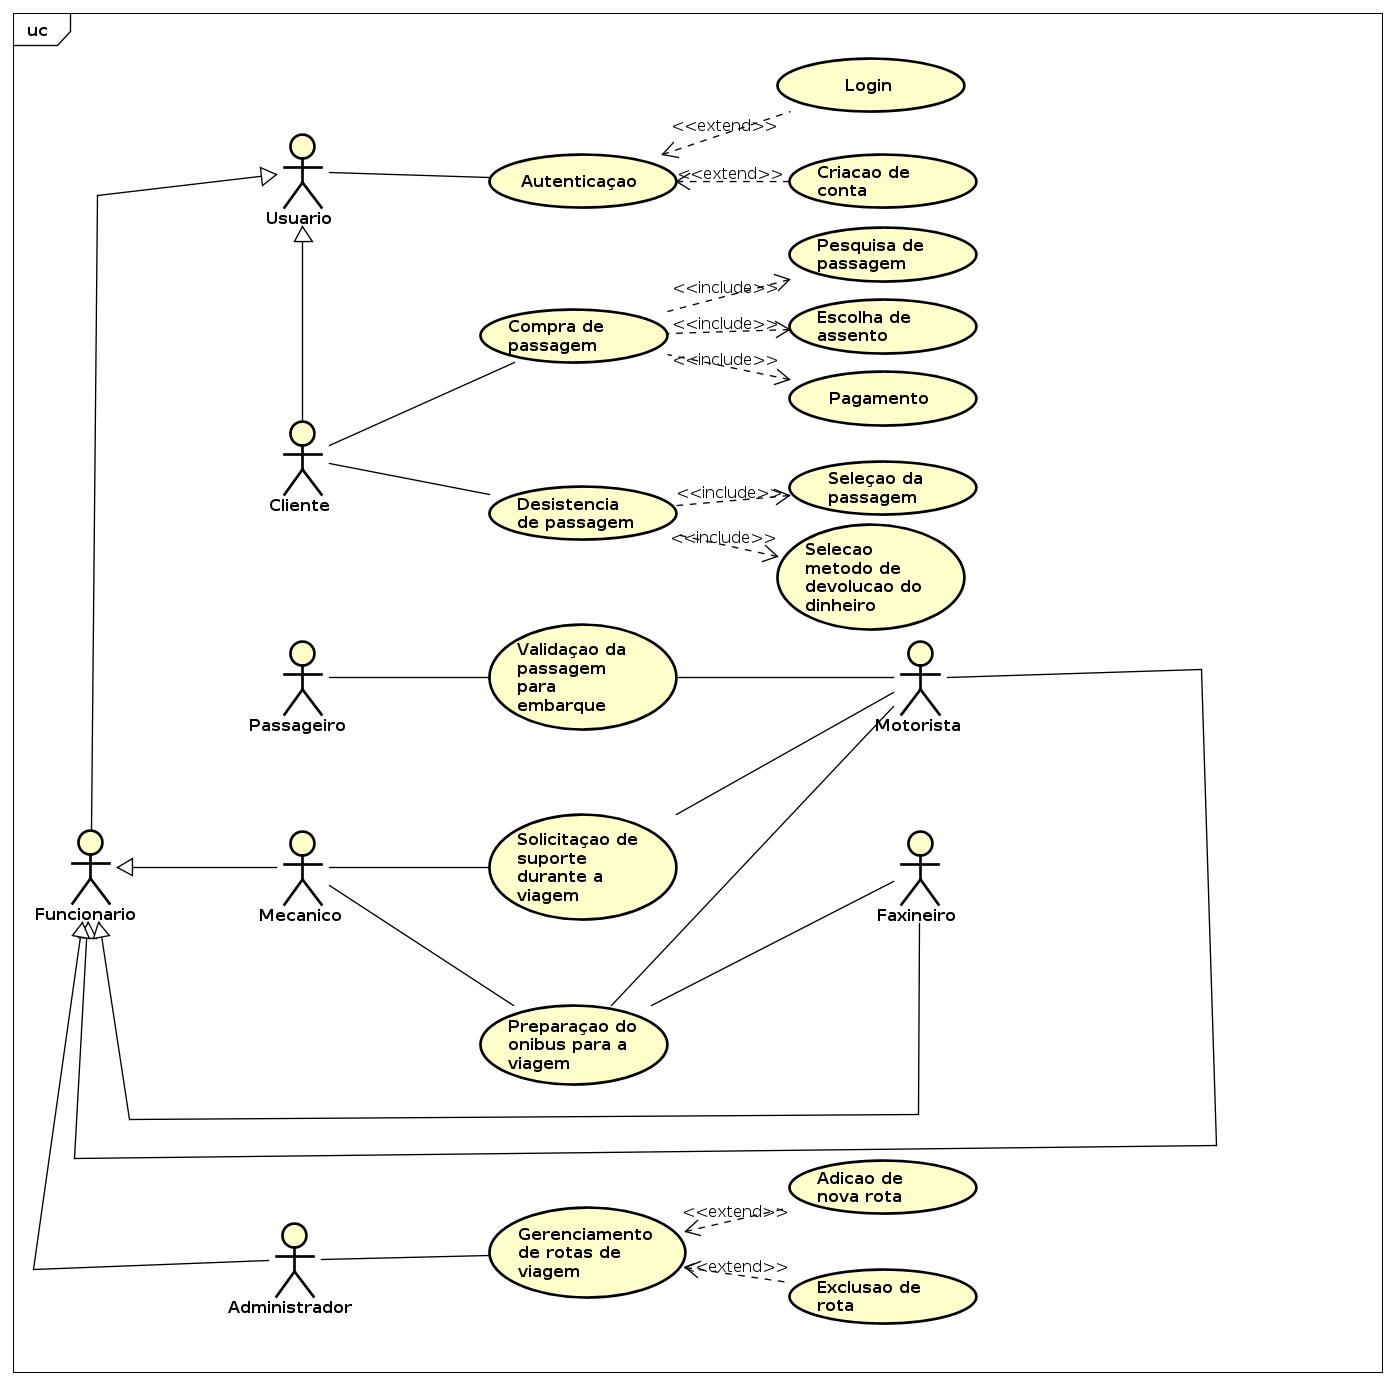 uc
Login
<<extend>>
Usuario
Autenticaçao
<<extend>>
Criacao de
conta
Pesquisa de
passagem
<<include>>
Compra de
passagem
<<include>>
Escolha de
assento
<<include>>
Pagamento
Cliente
Desistencia
de passagem
<<include>>
Seleçao da
passagem
<<include>>
Selecao
metodo de
devolucao do
dinheiro
Passageiro
Validaçao da
passagem
para
embarque
Motorista
Funcionario
Mecanico
Solicitaçao de
suporte
durante a
viagem
Faxineiro
Preparaçao do
onibus para a
viagem
Adicao de
nova rota
<<extend>>
Administrador
Gerenciamento
de rotas de
viagem
<<extend>>
Exclusao de
rota